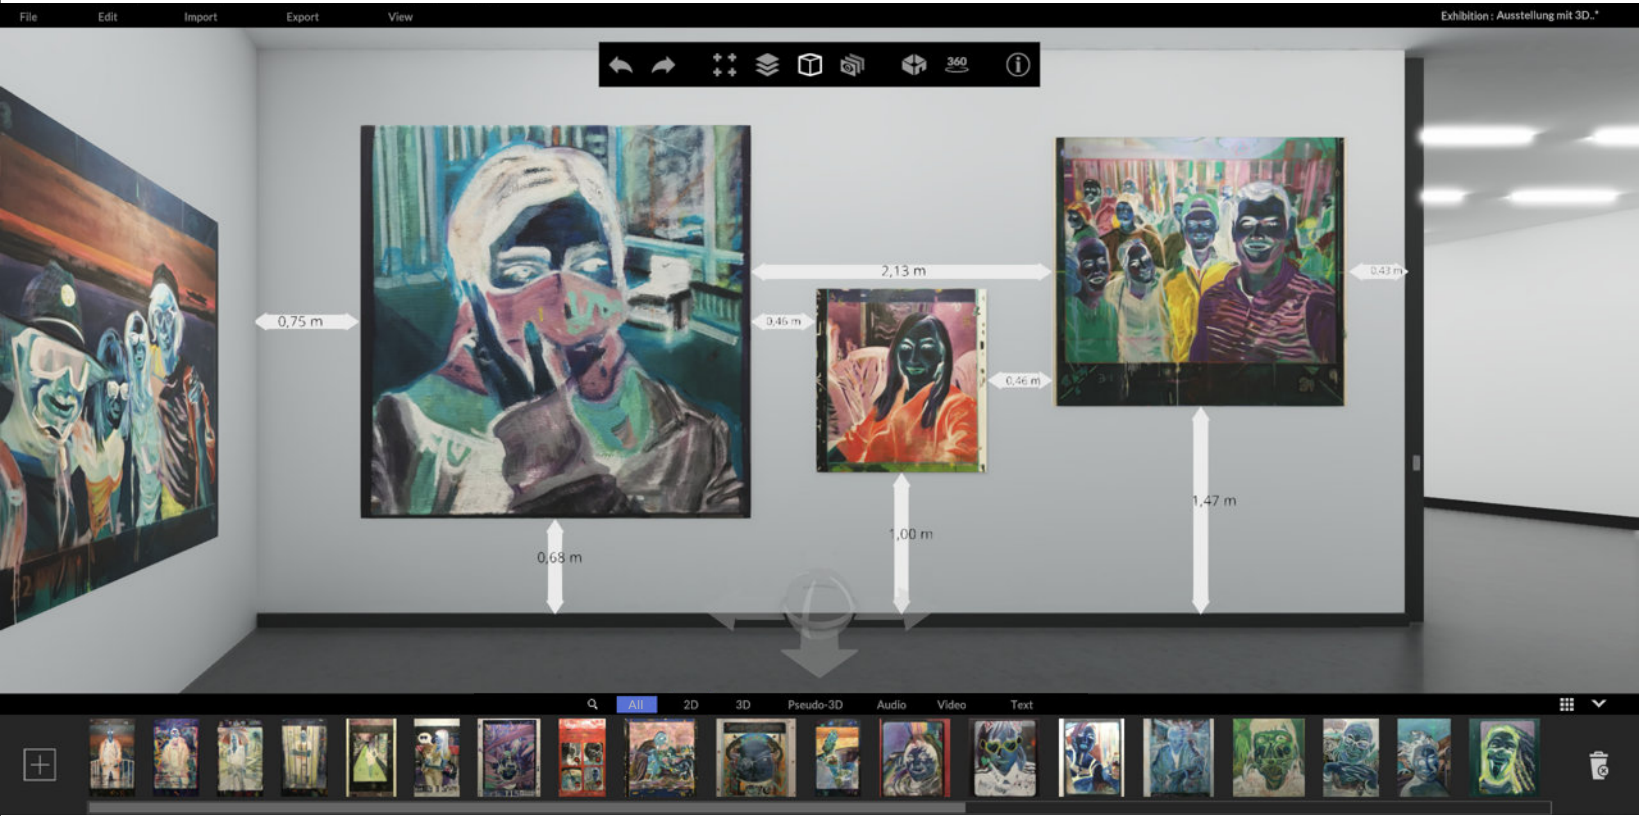 File Edit Import Export View Exhibition : Ausstellung mit 3D..*
360
2,13 m
0,43 m
0,75 m
0,46 m
0,46 m
1,47 m
1,00 m
0,68 m
All 2D 3D Pseudo-3D Audio Video Text